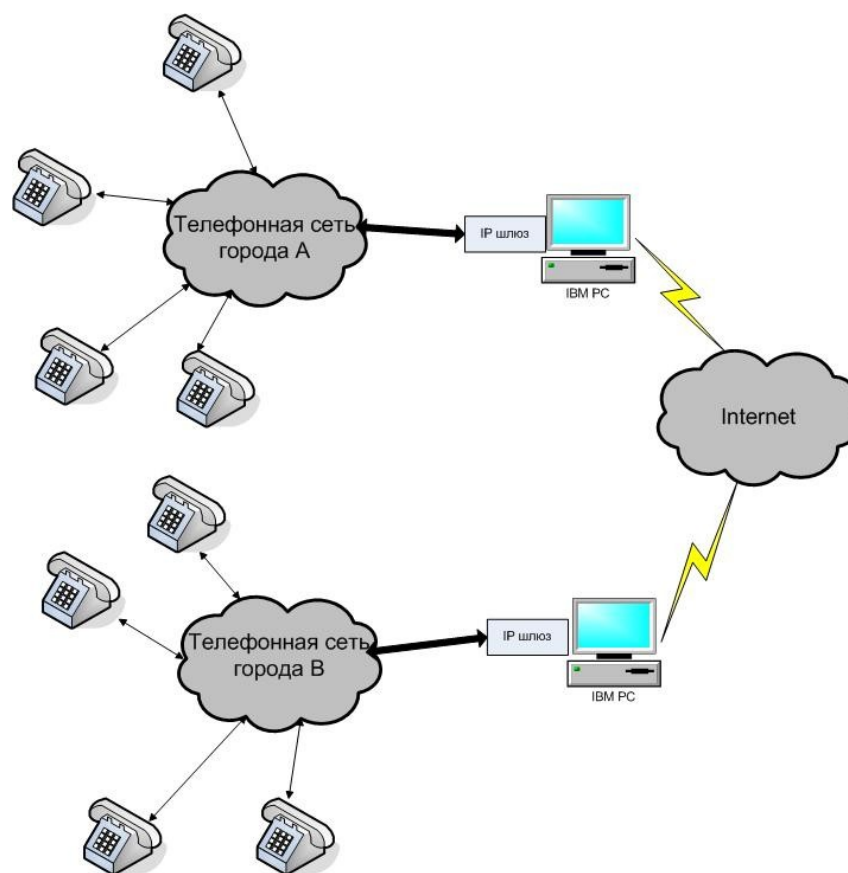 Телефонная сеть
города А
IP шлюз
IBM PC
Internet
Телефонная сеть
города В
IP шлюз
IBM PC